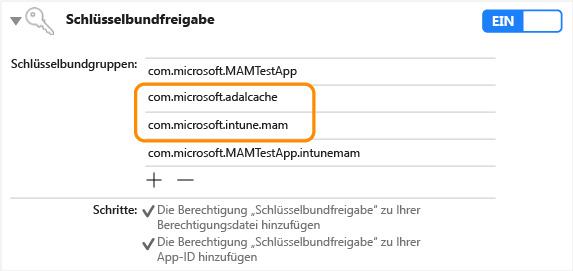 Schlüsselbundfreigabe
EIN
Schlüsselbundgruppen:
com.microsoft.MAMTestApp
com.microsoft.adalcache
com.microsoft.intune.mam
com.microsoft.MAMTestApp.intunemam
Schritte:
Die Berechtigung „Schlüsselbundfreigabe“ zu Ihrer
Berechtigungsdatei hinzufügen
Die Berechtigung „Schlüsselbundfreigabe“ zu Ihrer
App-ID hinzufügen